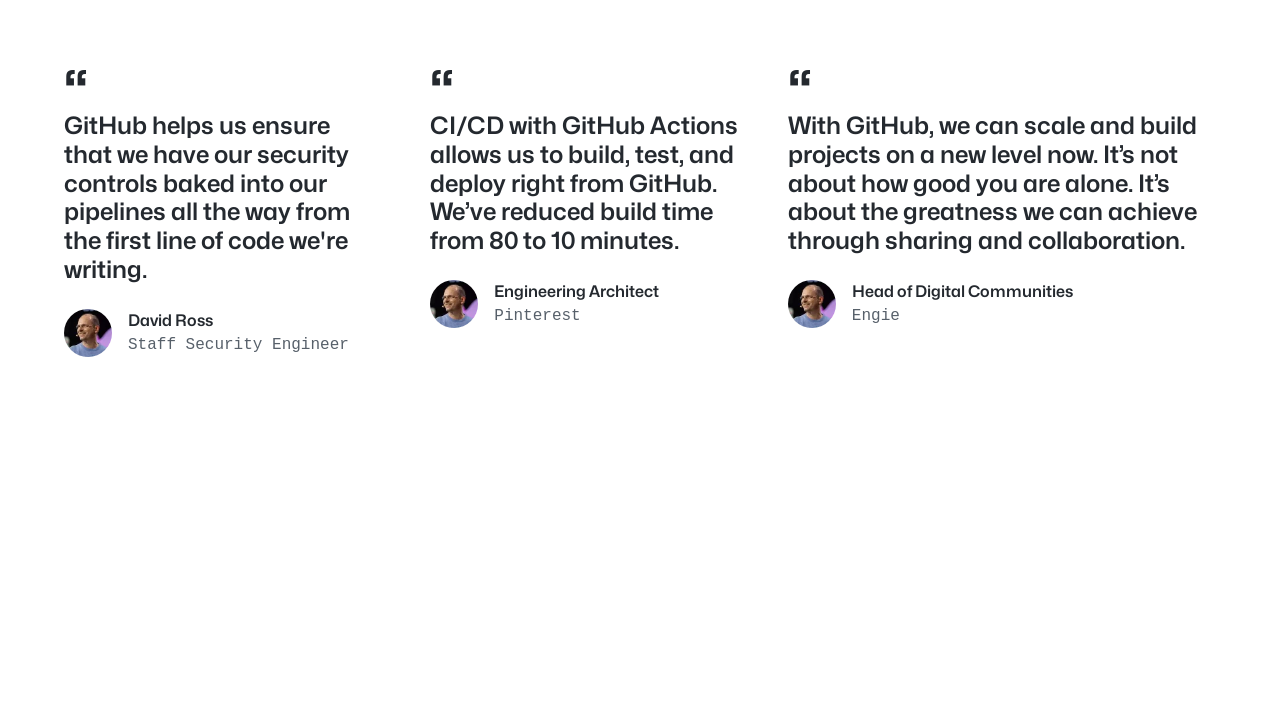 “
GitHub helps us ensure
that we have our security
controls baked into our
pipelines all the way from
the first line of code we're
writing.
David Ross
Staff Security Engineer
“
CI/CD with GitHub Actions
allows us to build, test, and
deploy right from GitHub.
We’ve reduced build time
from 80 to 10 minutes.
Engineering Architect
Pinterest
“
With GitHub, we can scale and build
projects on a new level now. It’s not
about how good you are alone. It’s
about the greatness we can achieve
through sharing and collaboration.
Head of Digital Communities
Engie